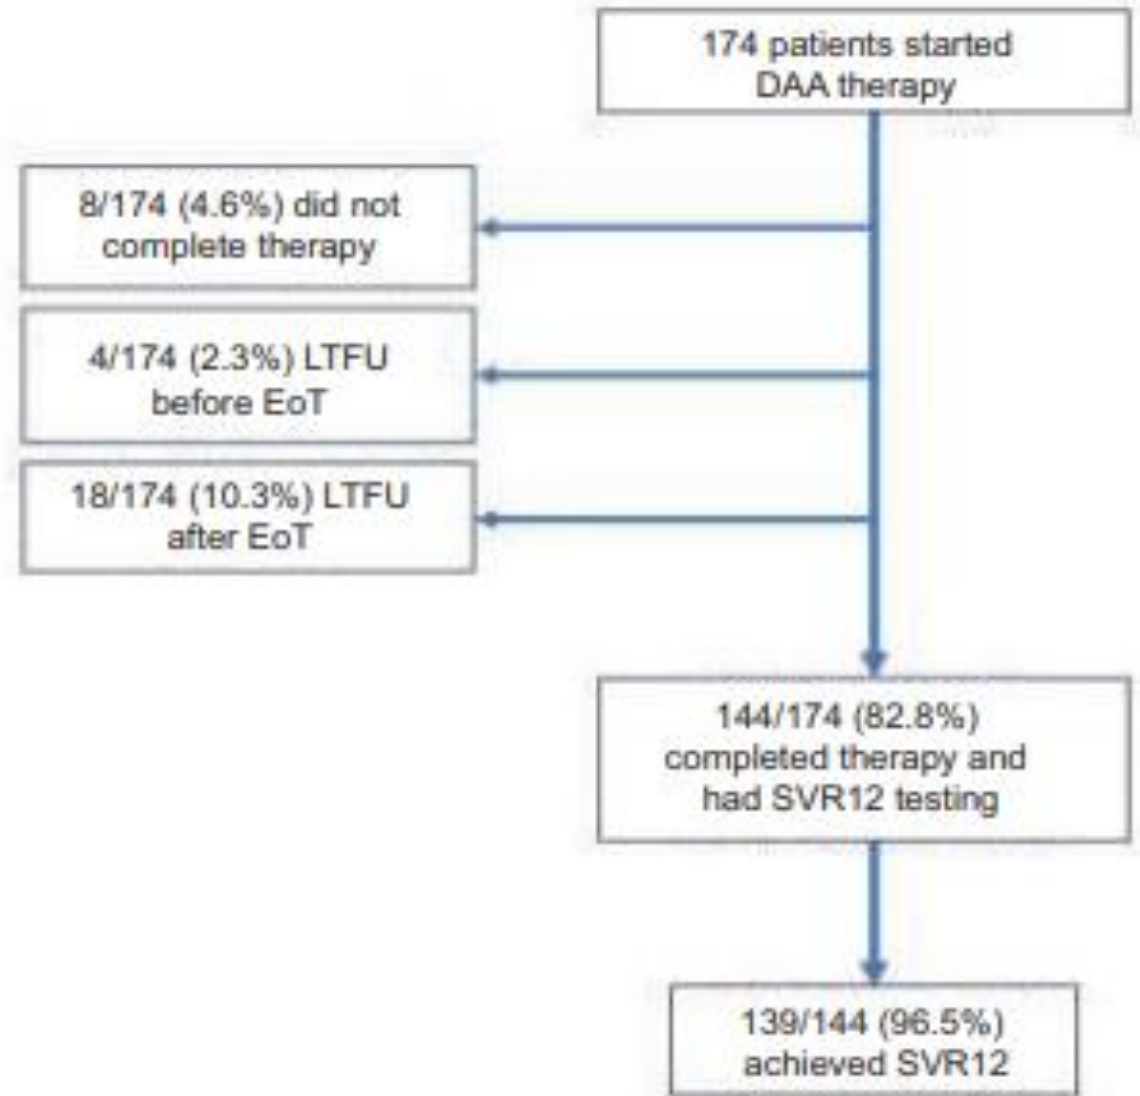 174 patients started
DAA therapy
8/174 (4.6%) did not
complete therapy
4/174 (2.3%) LTFU
before EoT
18/174 (10.3%) LTFU
after EoT
144/174 (82.8%)
completed therapy and
had SVR12 testing
139/144 (96.5%)
achieved SVR12